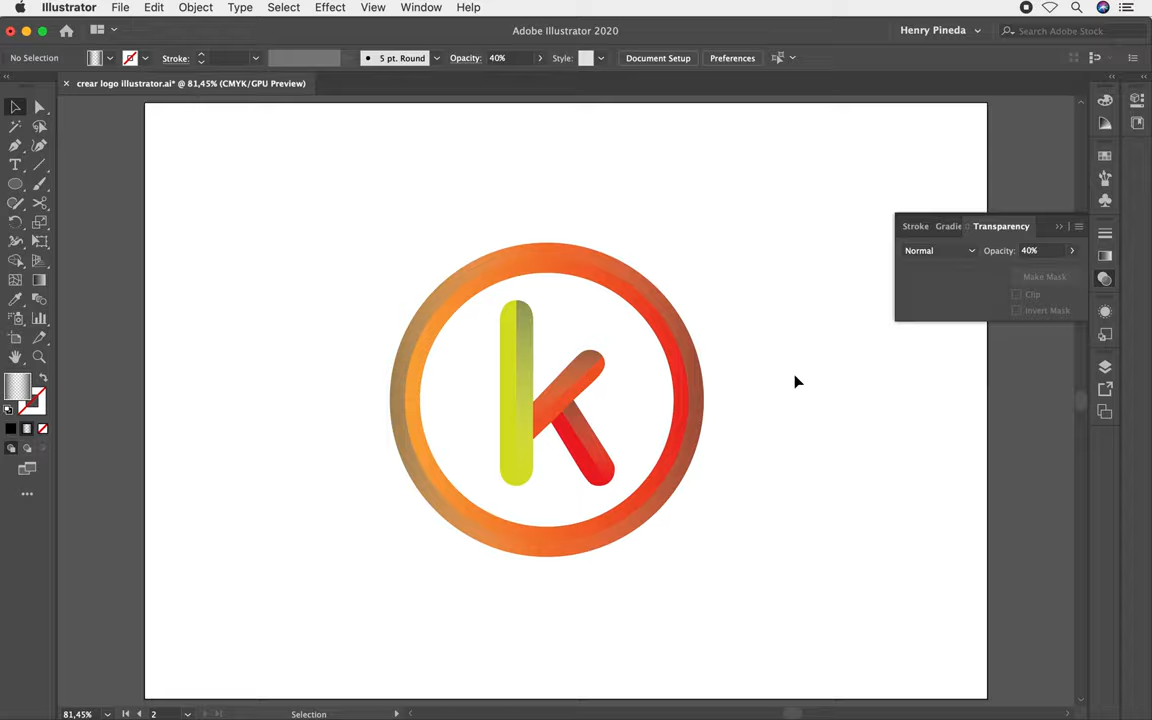 Illustrator File Edit Object Type Select Effect View Window Help
Adobe Illustrator 2020
Henry Pineda
Search Adobe Stock
No Selection
Stroke:
5 pt. Round
Opacity: 40%
Style:
Document Setup
Preferences
× crear logo illustrator.ai* @ 81,45% (CMYK/GPU Preview)
Stroke Gradie Transparency
Normal
Opacity: 40%
Make Mask
Clip
Invert Mask
k
81,45%
2
Selection